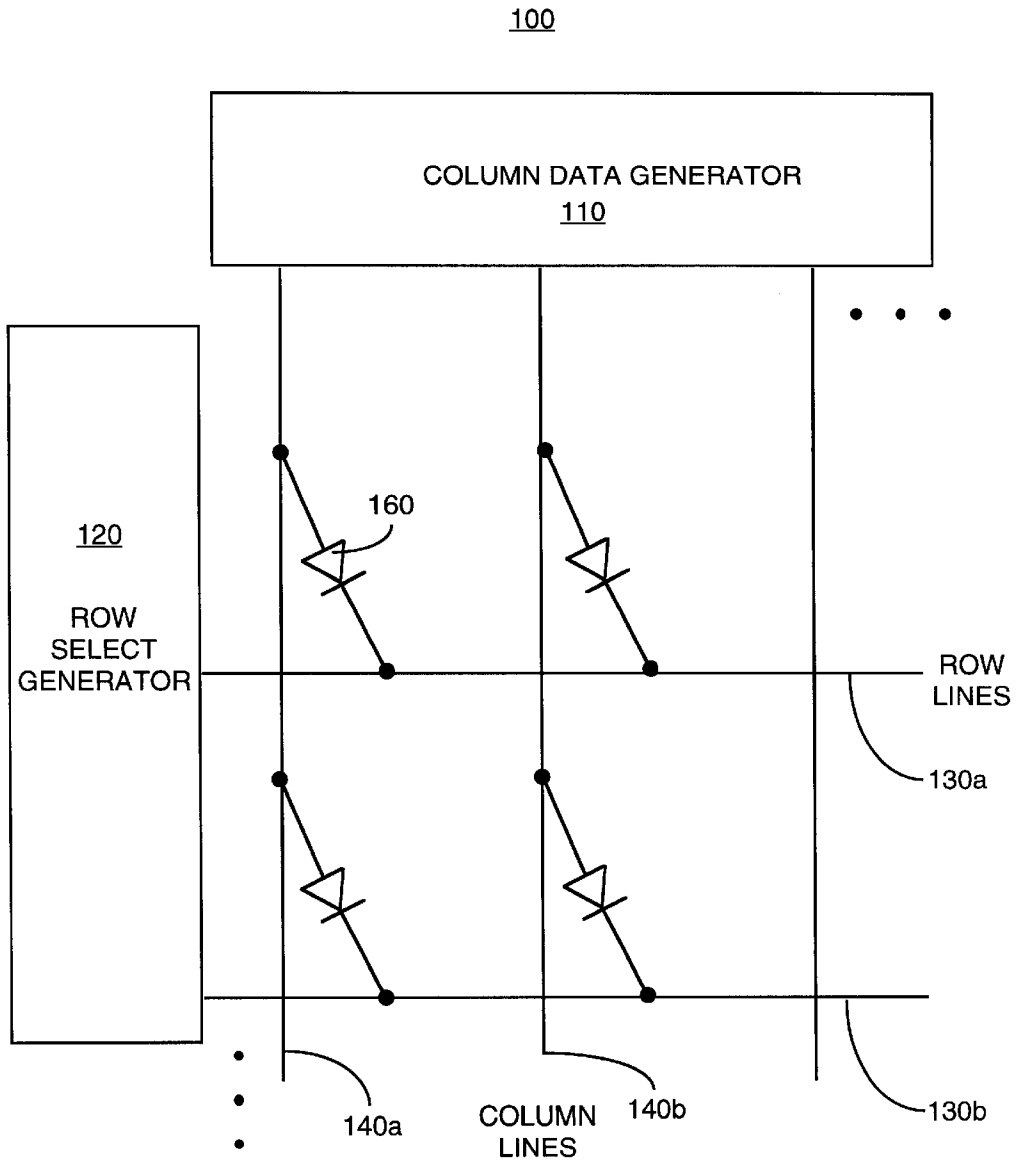 100
COLUMN DATA GENERATOR
110
160
120
ROW
SELECT
GENERATOR
ROW
LINES
130a
140a
COLUMN
LINES
140b
130b